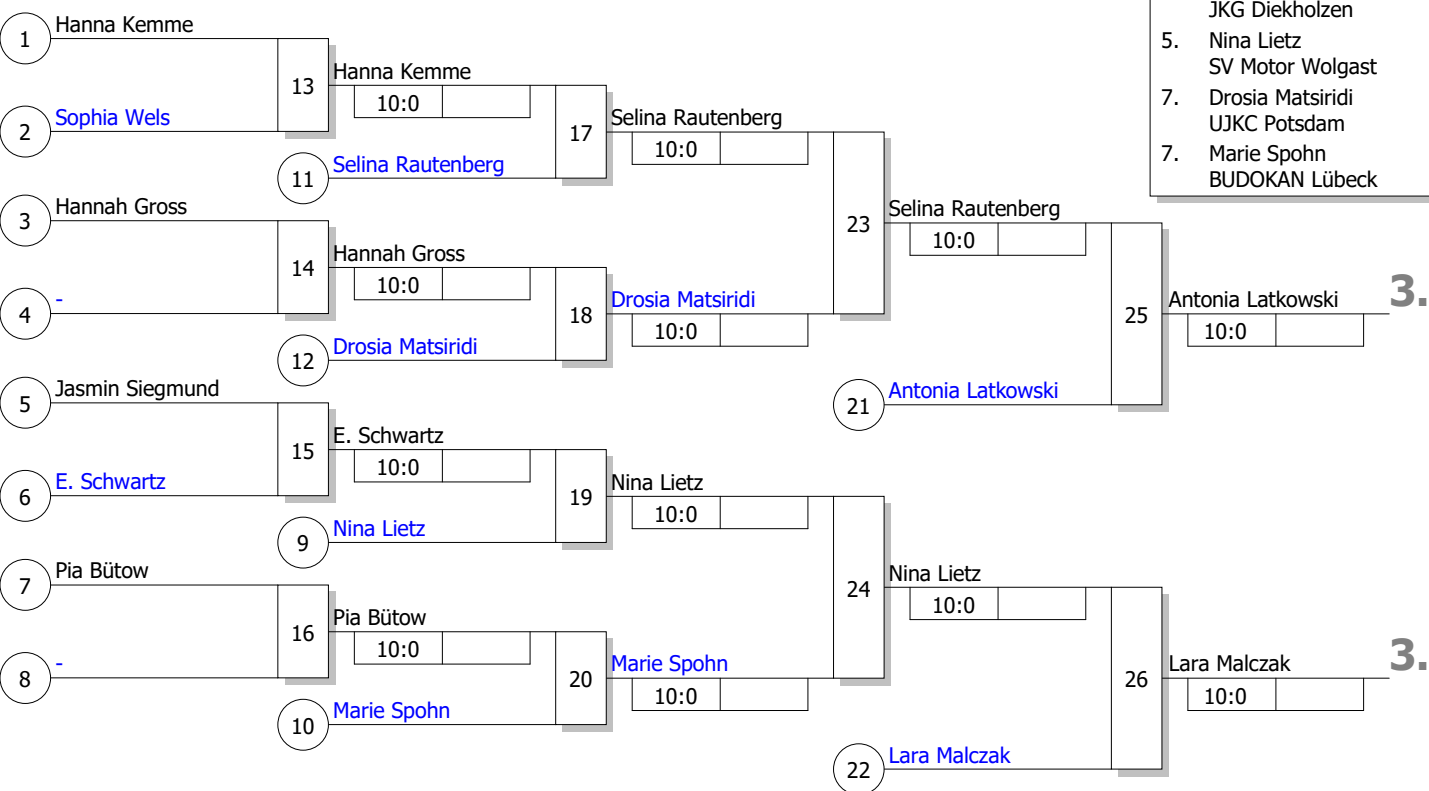 JKG Diekholzen
5. Nina Lietz
SV Motor Wolgast
7. Drosia Matsiridi
UJKC Potsdam
7. Marie Spohn
BUDOKAN Lübeck
1 Hanna Kemme
13
Hanna Kemme
10:0
2 Sophia Wels
17
Selina Rautenberg
10:0
11 Selina Rautenberg
3 Hannah Gross
23
Selina Rautenberg
10:0
14
Hannah Gross
10:0
4 -
18
Drosia Matsiridi
10:0
12 Drosia Matsiridi
25
Antonia Latkowski 3.
10:0
5 Jasmin Siegmund
21 Antonia Latkowski
15
E. Schwartz
10:0
6 E. Schwartz
19
Nina Lietz
10:0
9 Nina Lietz
7 Pia Bütow
24
Nina Lietz
10:0
16
Pia Bütow
10:0
8 -
20
Marie Spohn
10:0
10 Marie Spohn
26
Lara Malczak 3.
10:0
22 Lara Malczak